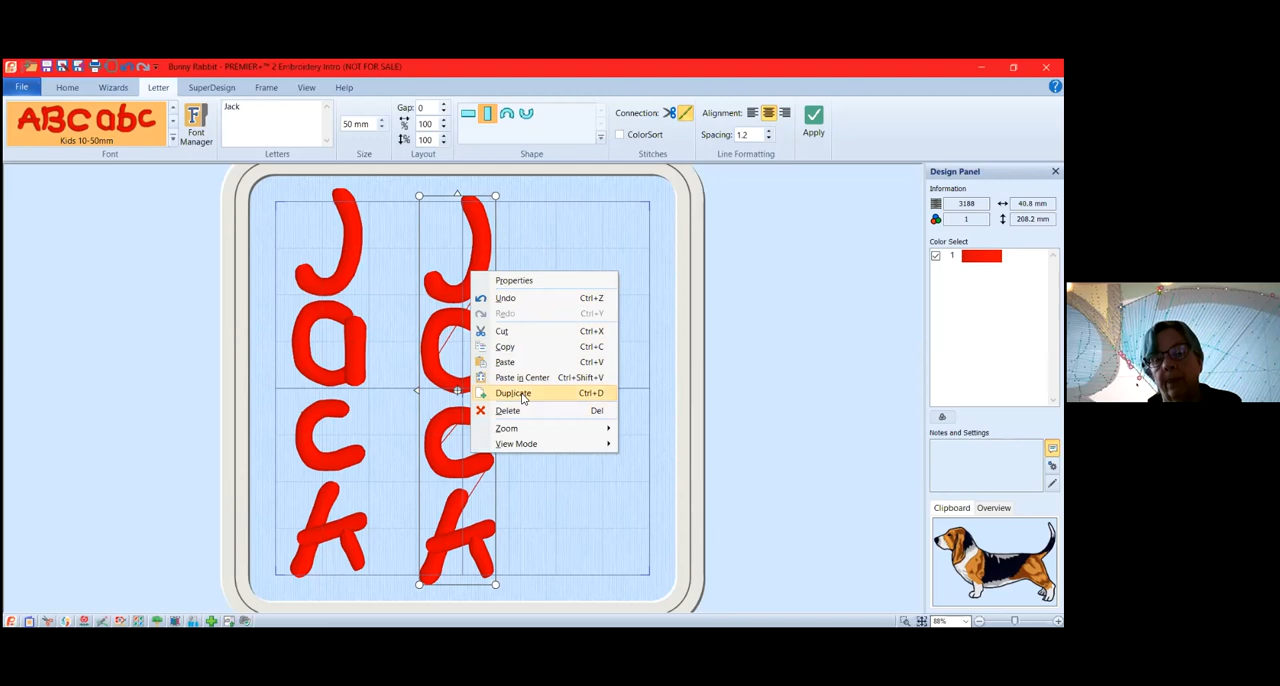 Bunny Rabbit - PREMIER+™ 2 Embroidery Intro (NOT FOR SALE)
File Home Wizards Letter SuperDesign Frame View Help
ABC abc
Kids 10-50mm
Font
Font Manager
Jack
Letters
50 mm
Size
Gap: 0
% 100
% 100
Layout
Shape
Connection:
ColorSort
Stitches
Alignment:
Spacing: 1.2
Line Formatting
Apply
J J
a a
c c
k k
Properties
Undo Ctrl+Z
Redo Ctrl+Y
Cut Ctrl+X
Copy Ctrl+C
Paste Ctrl+V
Paste in Center Ctrl+Shift+V
Duplicate Ctrl+D
Delete Del
Zoom
View Mode
Design Panel
Information
3188 40.8 mm
1 208.2 mm
Color Select
1
Notes and Settings
Clipboard Overview
88%